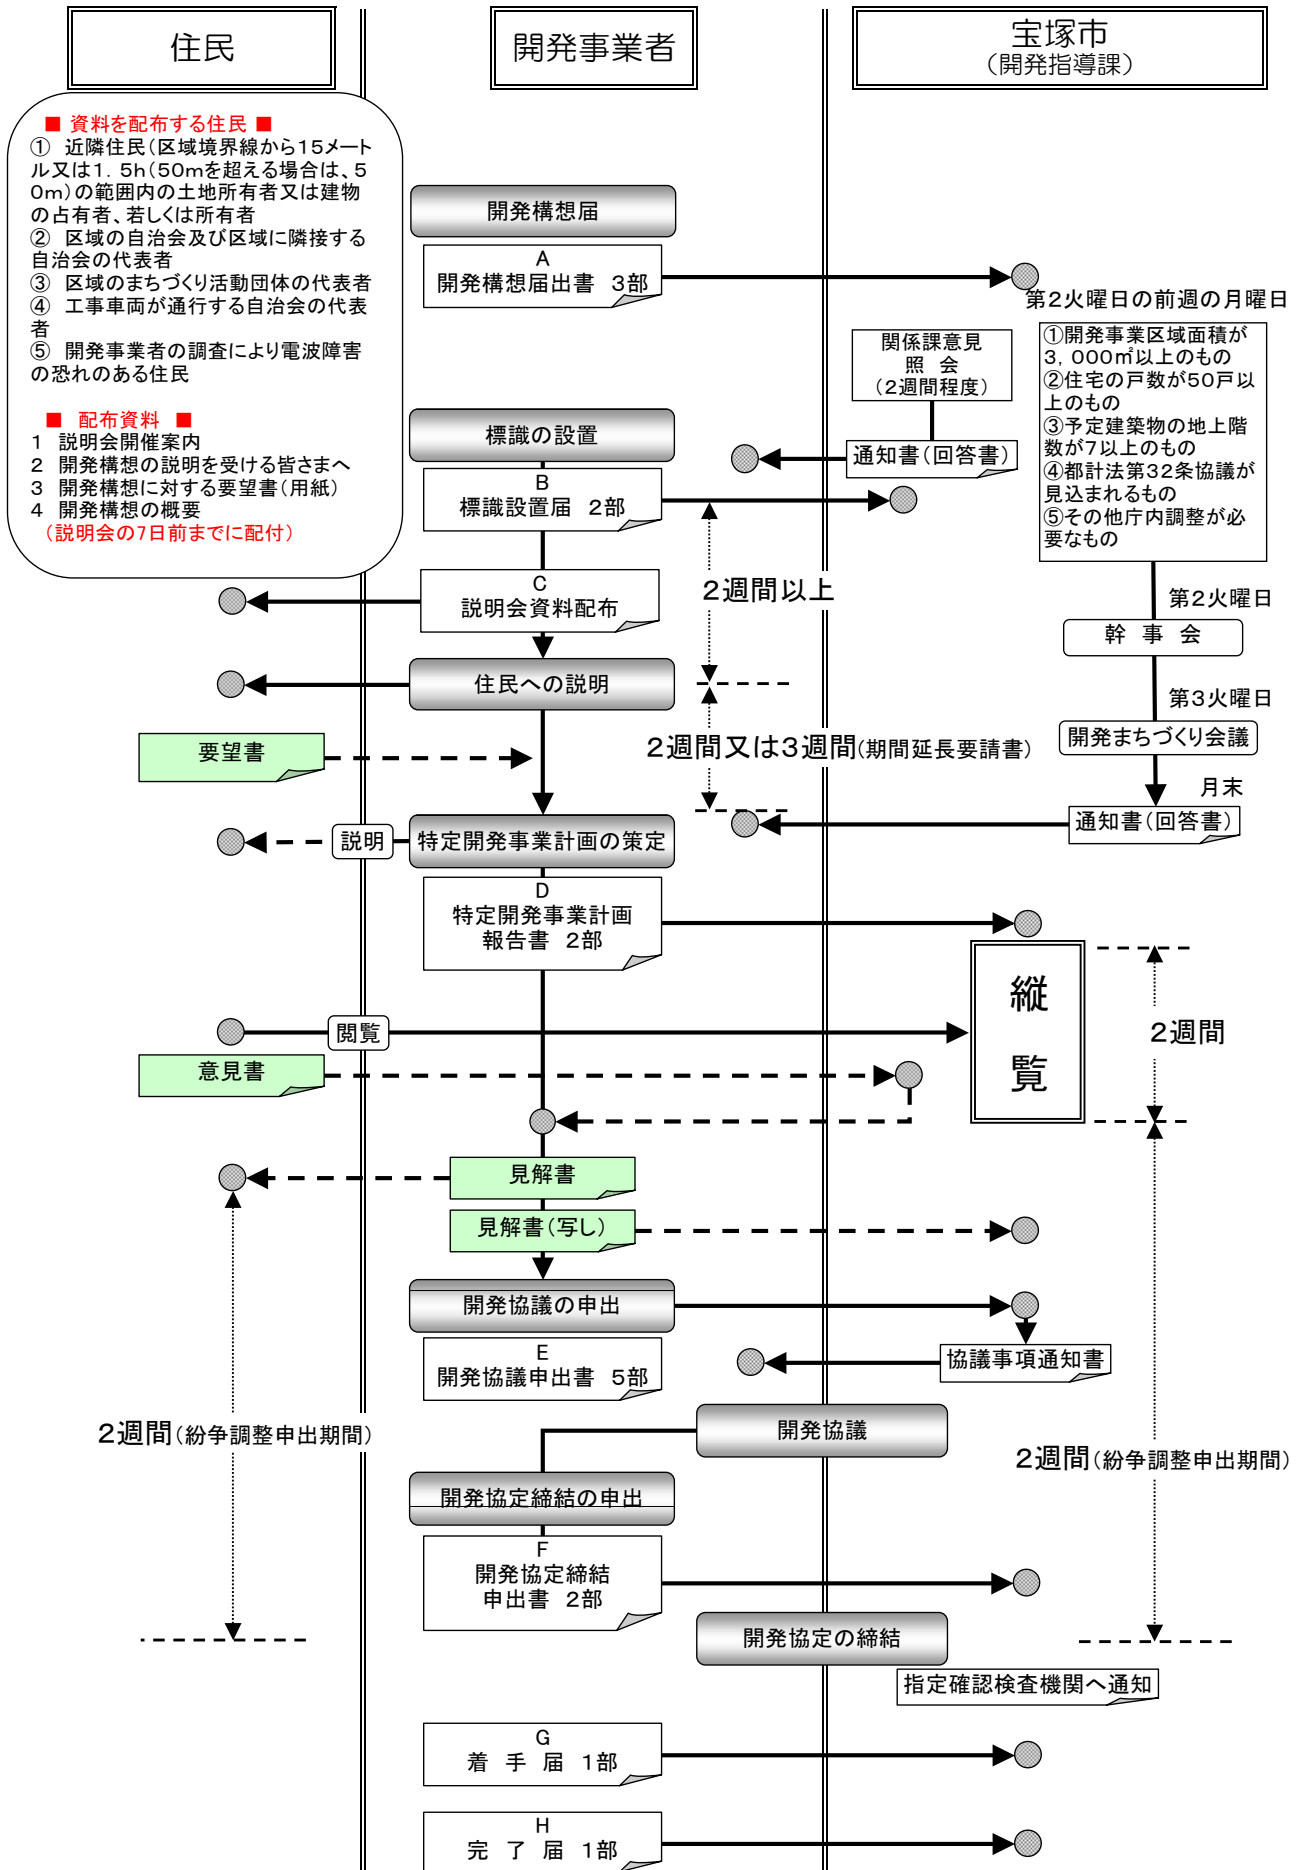 住民
開発事業者
宝塚市
（開発指導課）
■ 資料を配布する住民 ■
① 近隣住民（区域境界線から１５メート
ル又は１．５ｈ（５０ｍを超える場合は、５
０ｍ）の範囲内の土地所有者又は建物
の占有者、若しくは所有者
② 区域の自治会及び区域に隣接する
自治会の代表者
③ 区域のまちづくり活動団体の代表者
④ 工事車両が通行する自治会の代表
者
⑤ 開発事業者の調査により電波障害
の恐れのある住民
■ 配布資料 ■
１ 説明会開催案内
２ 開発構想の説明を受ける皆さまへ
３ 開発構想に対する要望書（用紙）
４ 開発構想の概要
（説明会の7日前までに配付）
開発構想届
Ａ
開発構想届出書 ３部
第２火曜日の前週の月曜日
関係課意見
照 会
（２週間程度）
①開発事業区域面積が
３，０００㎡以上のもの
②住宅の戸数が５０戸以
上のもの
③予定建築物の地上階
数が７以上のもの
④都計法第３２条協議が
見込まれるもの
⑤その他庁内調整が必
要なもの
標識の設置
通知書（回答書）
Ｂ
標識設置届 ２部
２週間以上
Ｃ
説明会資料配布
第２火曜日
幹 事 会
住民への説明
第３火曜日
要望書
２週間又は３週間（期間延長要請書）
開発まちづくり会議
月末
説明
特定開発事業計画の策定
通知書（回答書）
Ｄ
特定開発事業計画
報告書 ２部
縦
覧
２週間
閲覧
意見書
見解書
見解書（写し）
開発協議の申出
Ｅ
開発協議申出書 ５部
協議事項通知書
２週間（紛争調整申出期間）
開発協議
２週間（紛争調整申出期間）
開発協定締結の申出
Ｆ
開発協定締結
申出書 ２部
開発協定の締結
指定確認検査機関へ通知
Ｇ
着 手 届 １部
Ｈ
完 了 届 １部